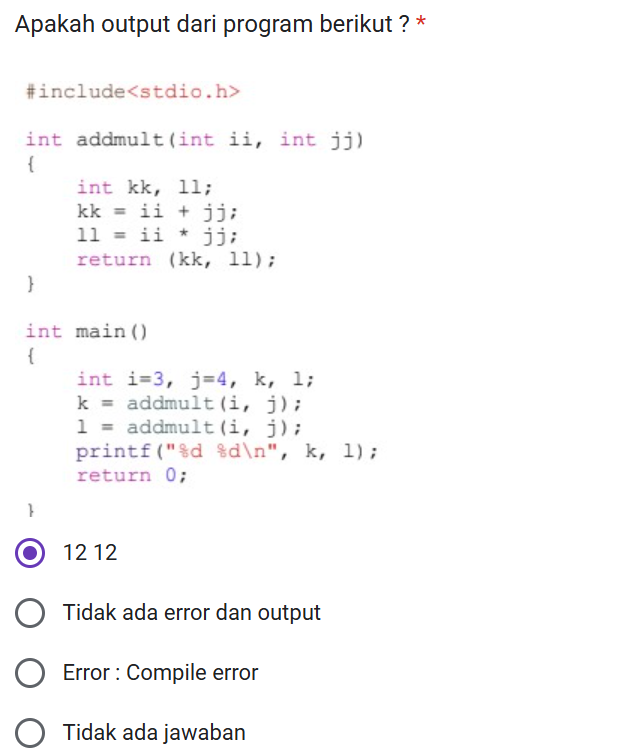 Apakah output dari program berikut ? *
#include<stdio.h>
int addmult(int ii, int jj)
{
    int kk, ll;
    kk = ii + jj;
    ll = ii * jj;
    return (kk, ll);
}
int main()
{
    int i=3, j=4, k, l;
    k = addmult(i, j);
    l = addmult(i, j);
    printf("%d %d\n", k, l);
    return 0;
}
12 12
Tidak ada error dan output
Error : Compile error
Tidak ada jawaban